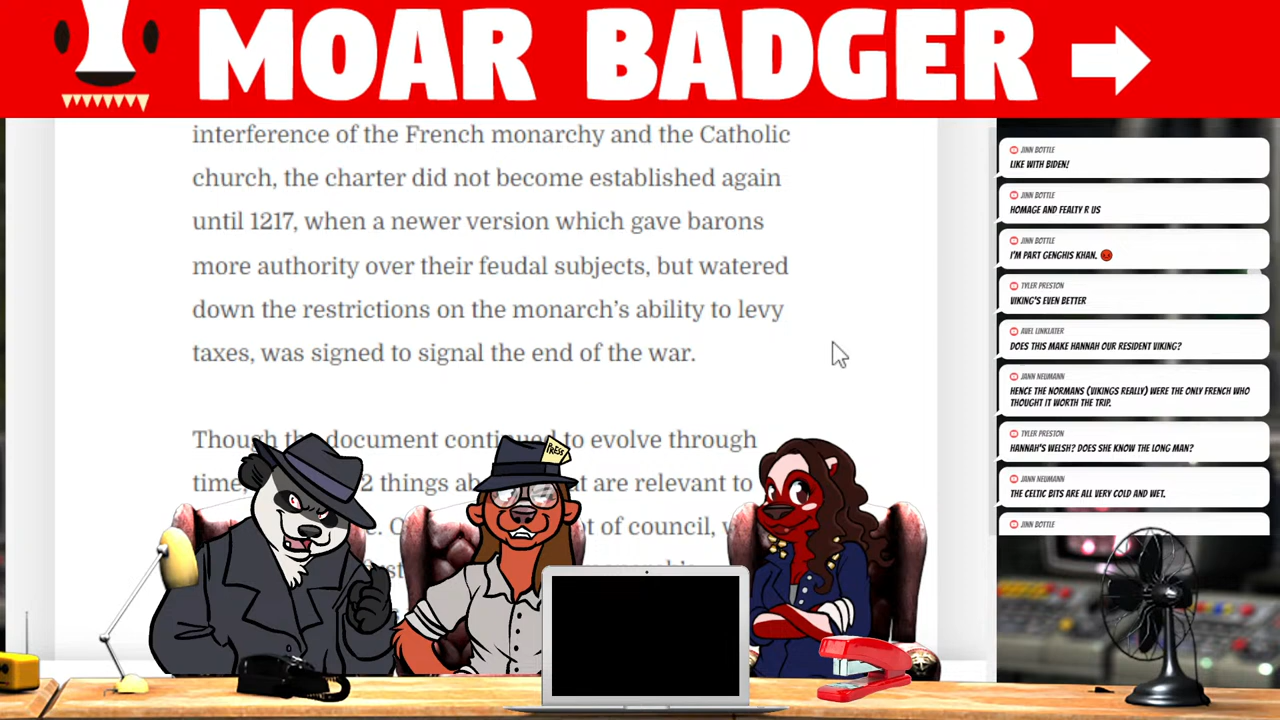 MOAR BADGER
interference of the French monarchy and the Catholic
church, the charter did not become established again
until 1217, when a newer version which gave barons
more authority over their feudal subjects, but watered
down the restrictions on the monarch's ability to levy
taxes, was signed to signal the end of the war.
Though the document continued to evolve through
time, 2 things at are relevant to
of council,
PRESS
JINN BOTTLE
LIKE WITH BIDEN!
JINN BOTTLE
HOMAGE AND FEALTY R US
JINN BOTTLE
I'M PART GENGHIS KHAN.
TYLER PRESTON
VIKING'S EVEN BETTER
AVEL LINKLATER
DOES THIS MAKE HANNAH OUR RESIDENT VIKING?
JANN NEUMANN
HENCE THE NORMANS (VIKINGS REALLY) WERE THE ONLY FRENCH WHO
THOUGHT IT WORTH THE TRIP.
TYLER PRESTON
HANNAH'S WELSH? DOES SHE KNOW THE LONG MAN?
JANN NEUMANN
THE CELTIC BITS ARE ALL VERY COLD AND WET.
JINN BOTTLE